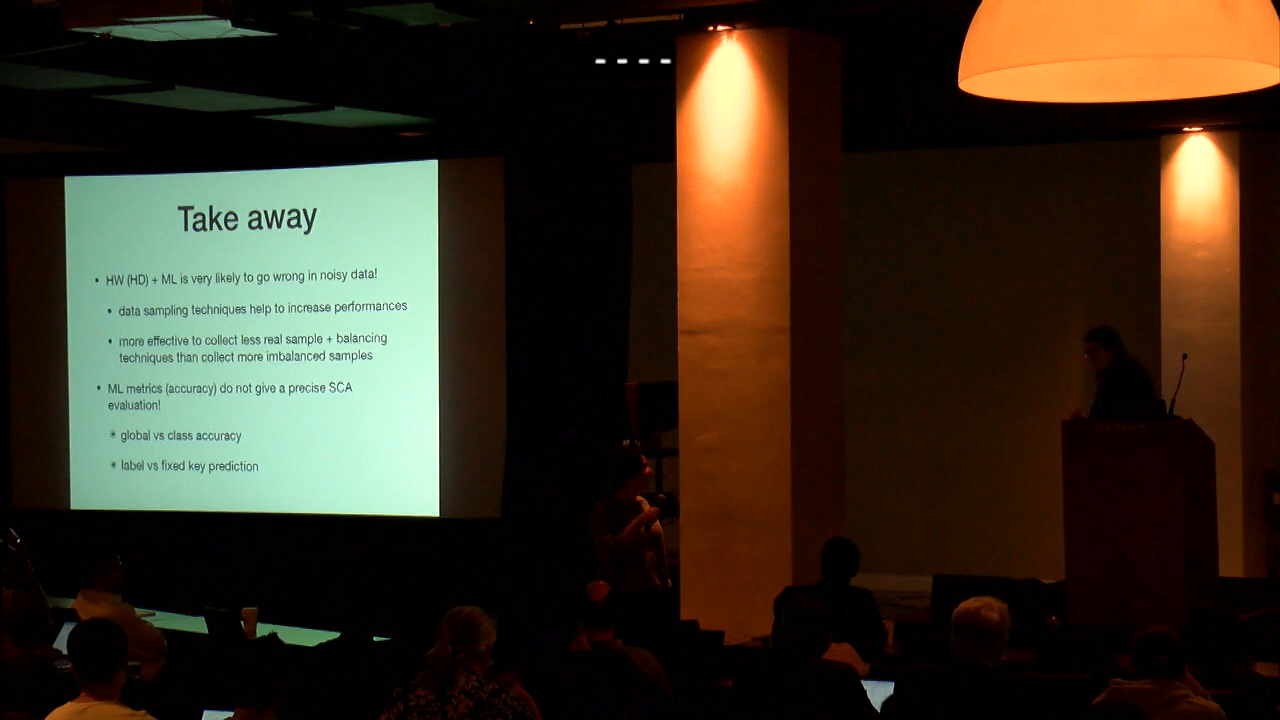 Take away
• HW (HD) + ML is very likely to go wrong in noisy data!
• data sampling techniques help to increase performances
• more effective to collect less real sample + balancing
techniques than collect more imbalanced samples
• ML metrics (accuracy) do not give a precise SCA
evaluation!
* global vs class accuracy
* label vs fixed key prediction